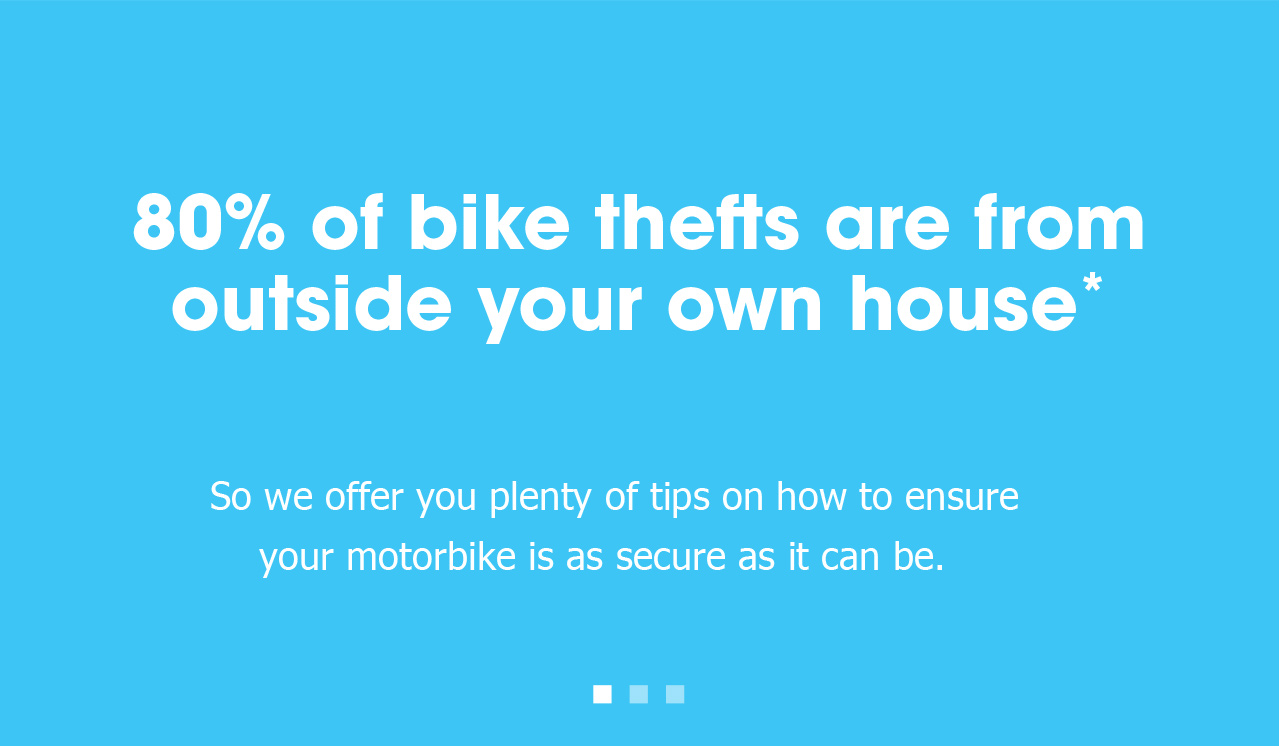 80% of bike thefts are from
outside your own house*
So we offer you plenty of tips on how to ensure
your motorbike is as secure as it can be.